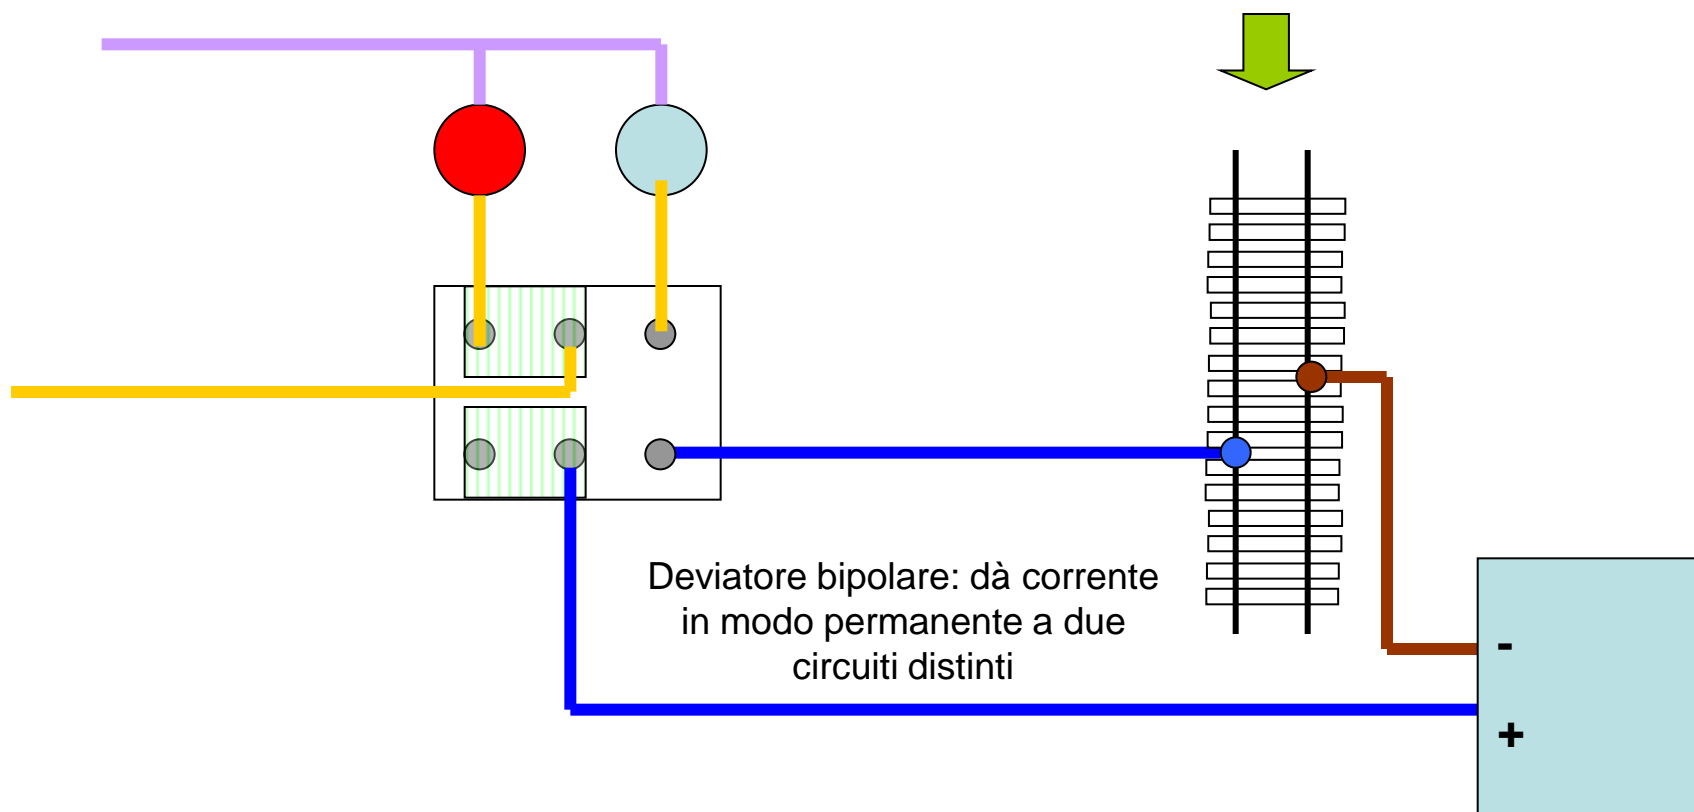 Deviatore bipolare: dà corrente
in modo permanente a due
circuiti distinti
-
+